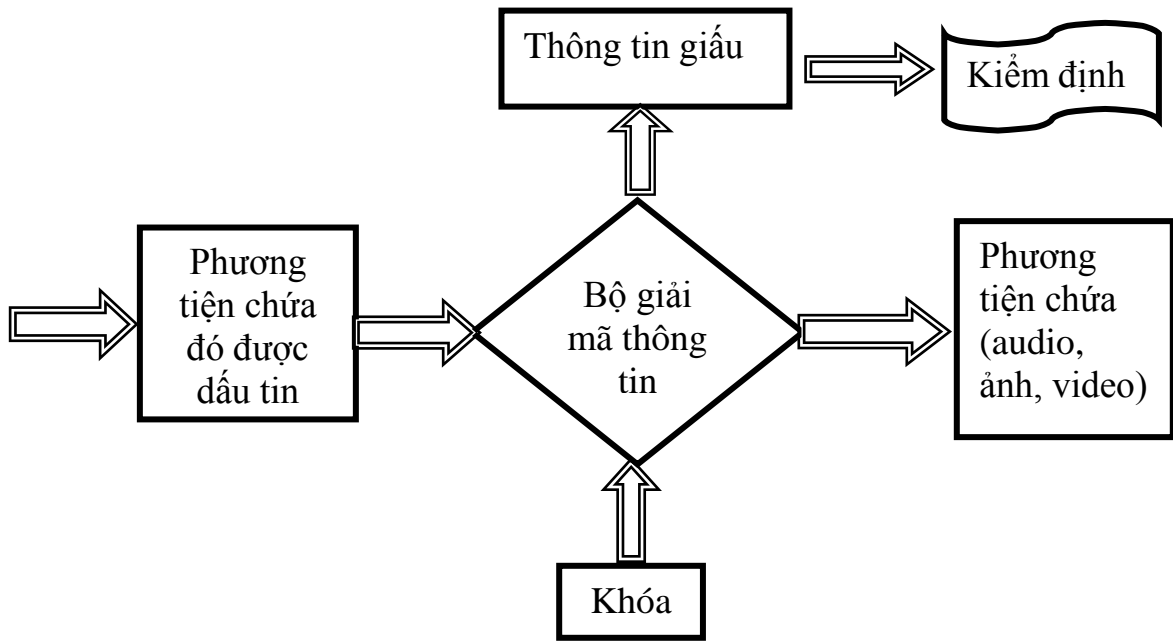 Thông tin giấu
Kiểm định
Phương
tiện chứa
đó được
dấu tin
Bộ giải
mã thông
tin
Phương
tiện chứa
(audio,
ảnh, video)
Khóa